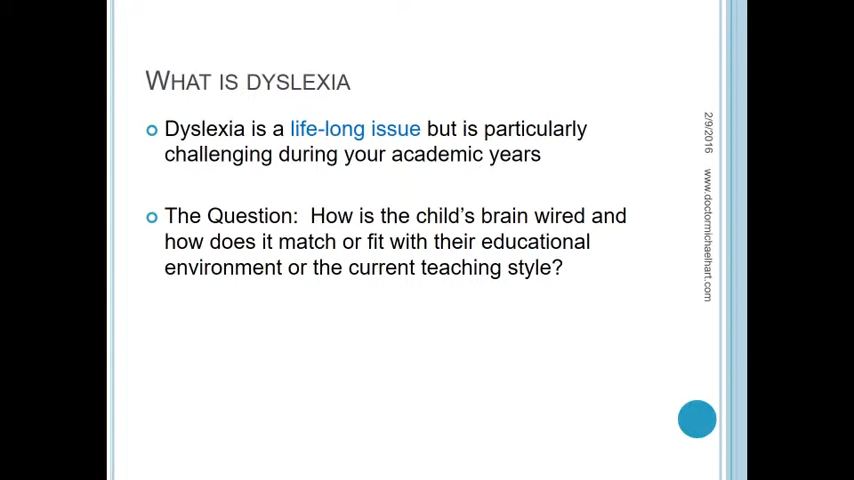 WHAT IS DYSLEXIA
Dyslexia is a life-long issue but is particularly
challenging during your academic years
The Question:  How is the child’s brain wired and
how does it match or fit with their educational
environment or the current teaching style?
2/9/2016 www.doctormichaelhart.com